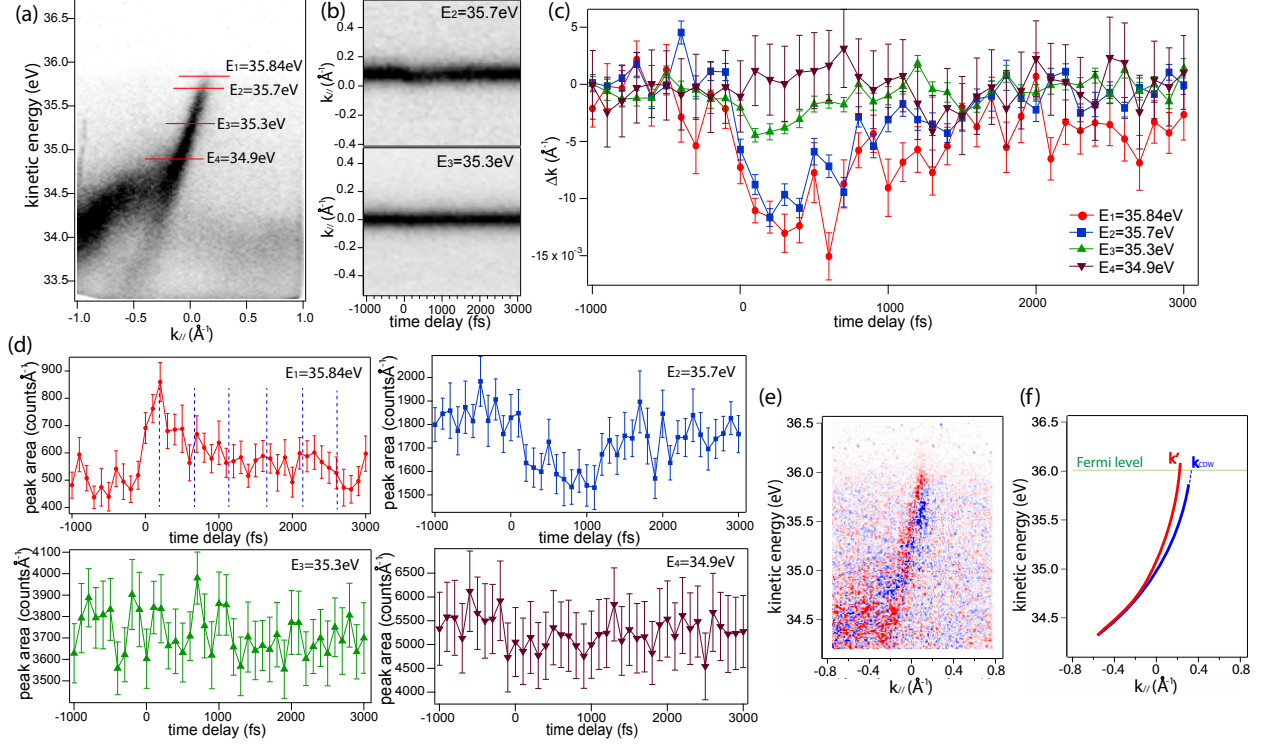 (a)
36.5
36.0
35.5
35.0
34.5
34.0
33.5
kinetic energy (eV)
E1=35.84eV
E2=35.7eV
E3=35.3eV
E4=34.9eV
-1.0
-0.5
0.0
0.5
1.0
k// (Å-1)
(b)
E2=35.7eV
0.4
0.2
0.0
-0.2
-0.4
k// (Å-1)
E3=35.3eV
0.4
0.2
0.0
-0.2
-0.4
k// (Å-1)
-1000
0
1000
2000
3000
time delay (fs)
(c)
5
0
-5
-10
-15 x 10-3
Δk (Å-1)
E1=35.84eV
E2=35.7eV
E3=35.3eV
E4=34.9eV
-1000
0
1000
2000
3000
time delay (fs)
(d)
E1=35.84eV
900
800
700
600
500
400
peak area (countsÅ-1)
-1000
0
1000
2000
3000
time delay (fs)
E2=35.7eV
2000
1900
1800
1700
1600
1500
peak area (countsÅ-1)
-1000
0
1000
2000
3000
time delay (fs)
E3=35.3eV
4100
4000
3900
3800
3700
3600
3500
peak area (countsÅ-1)
-1000
0
1000
2000
3000
time delay (fs)
E4=34.9eV
6500
6000
5500
5000
4500
4000
peak area (countsÅ-1)
-1000
0
1000
2000
3000
time delay (fs)
(e)
36.5
36.0
35.5
35.0
34.5
kinetic energy (eV)
-0.8
-0.4
0
0.4
0.8
k// (Å-1)
(f)
36.5
36.0
35.5
35.0
34.5
kinetic energy (eV)
Fermi level
k'
kCDW
-0.8
-0.4
0
0.4
0.8
k// (Å-1)